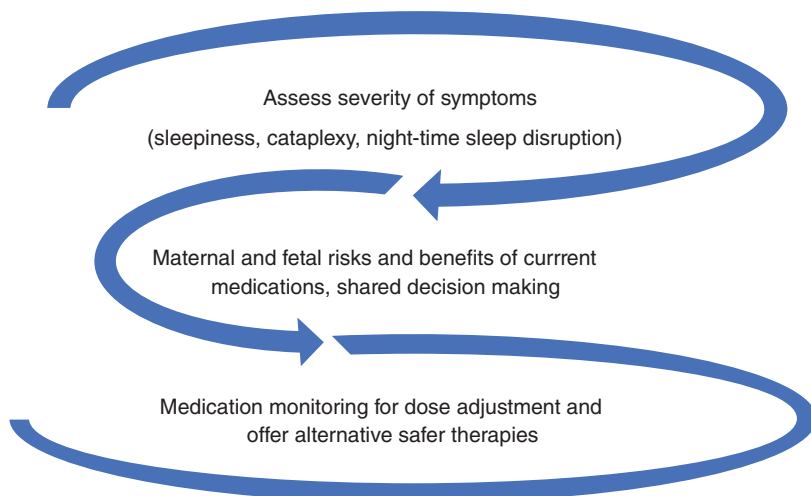 Assess severity of symptoms
(sleepiness, cataplexy, night-time sleep disruption)
Maternal and fetal risks and benefits of currrent
medications, shared decision making
Medication monitoring for dose adjustment and
offer alternative safer therapies